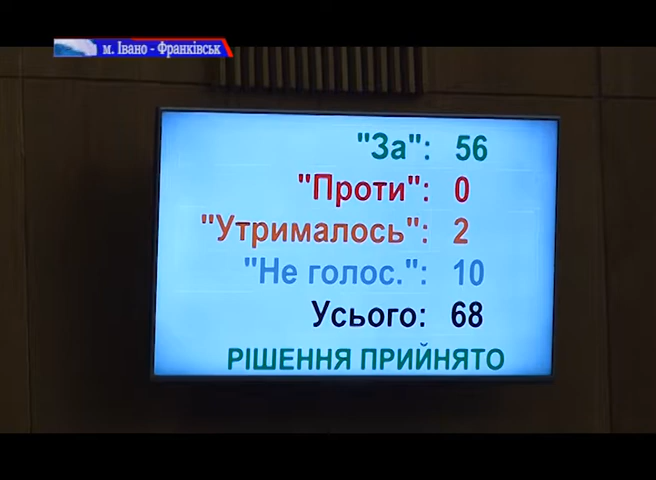 м. Івано - Франківськ
"За": 56
"Проти": 0
"Утрималось": 2
"Не голос.": 10
Усього: 68
РІШЕННЯ ПРИЙНЯТО